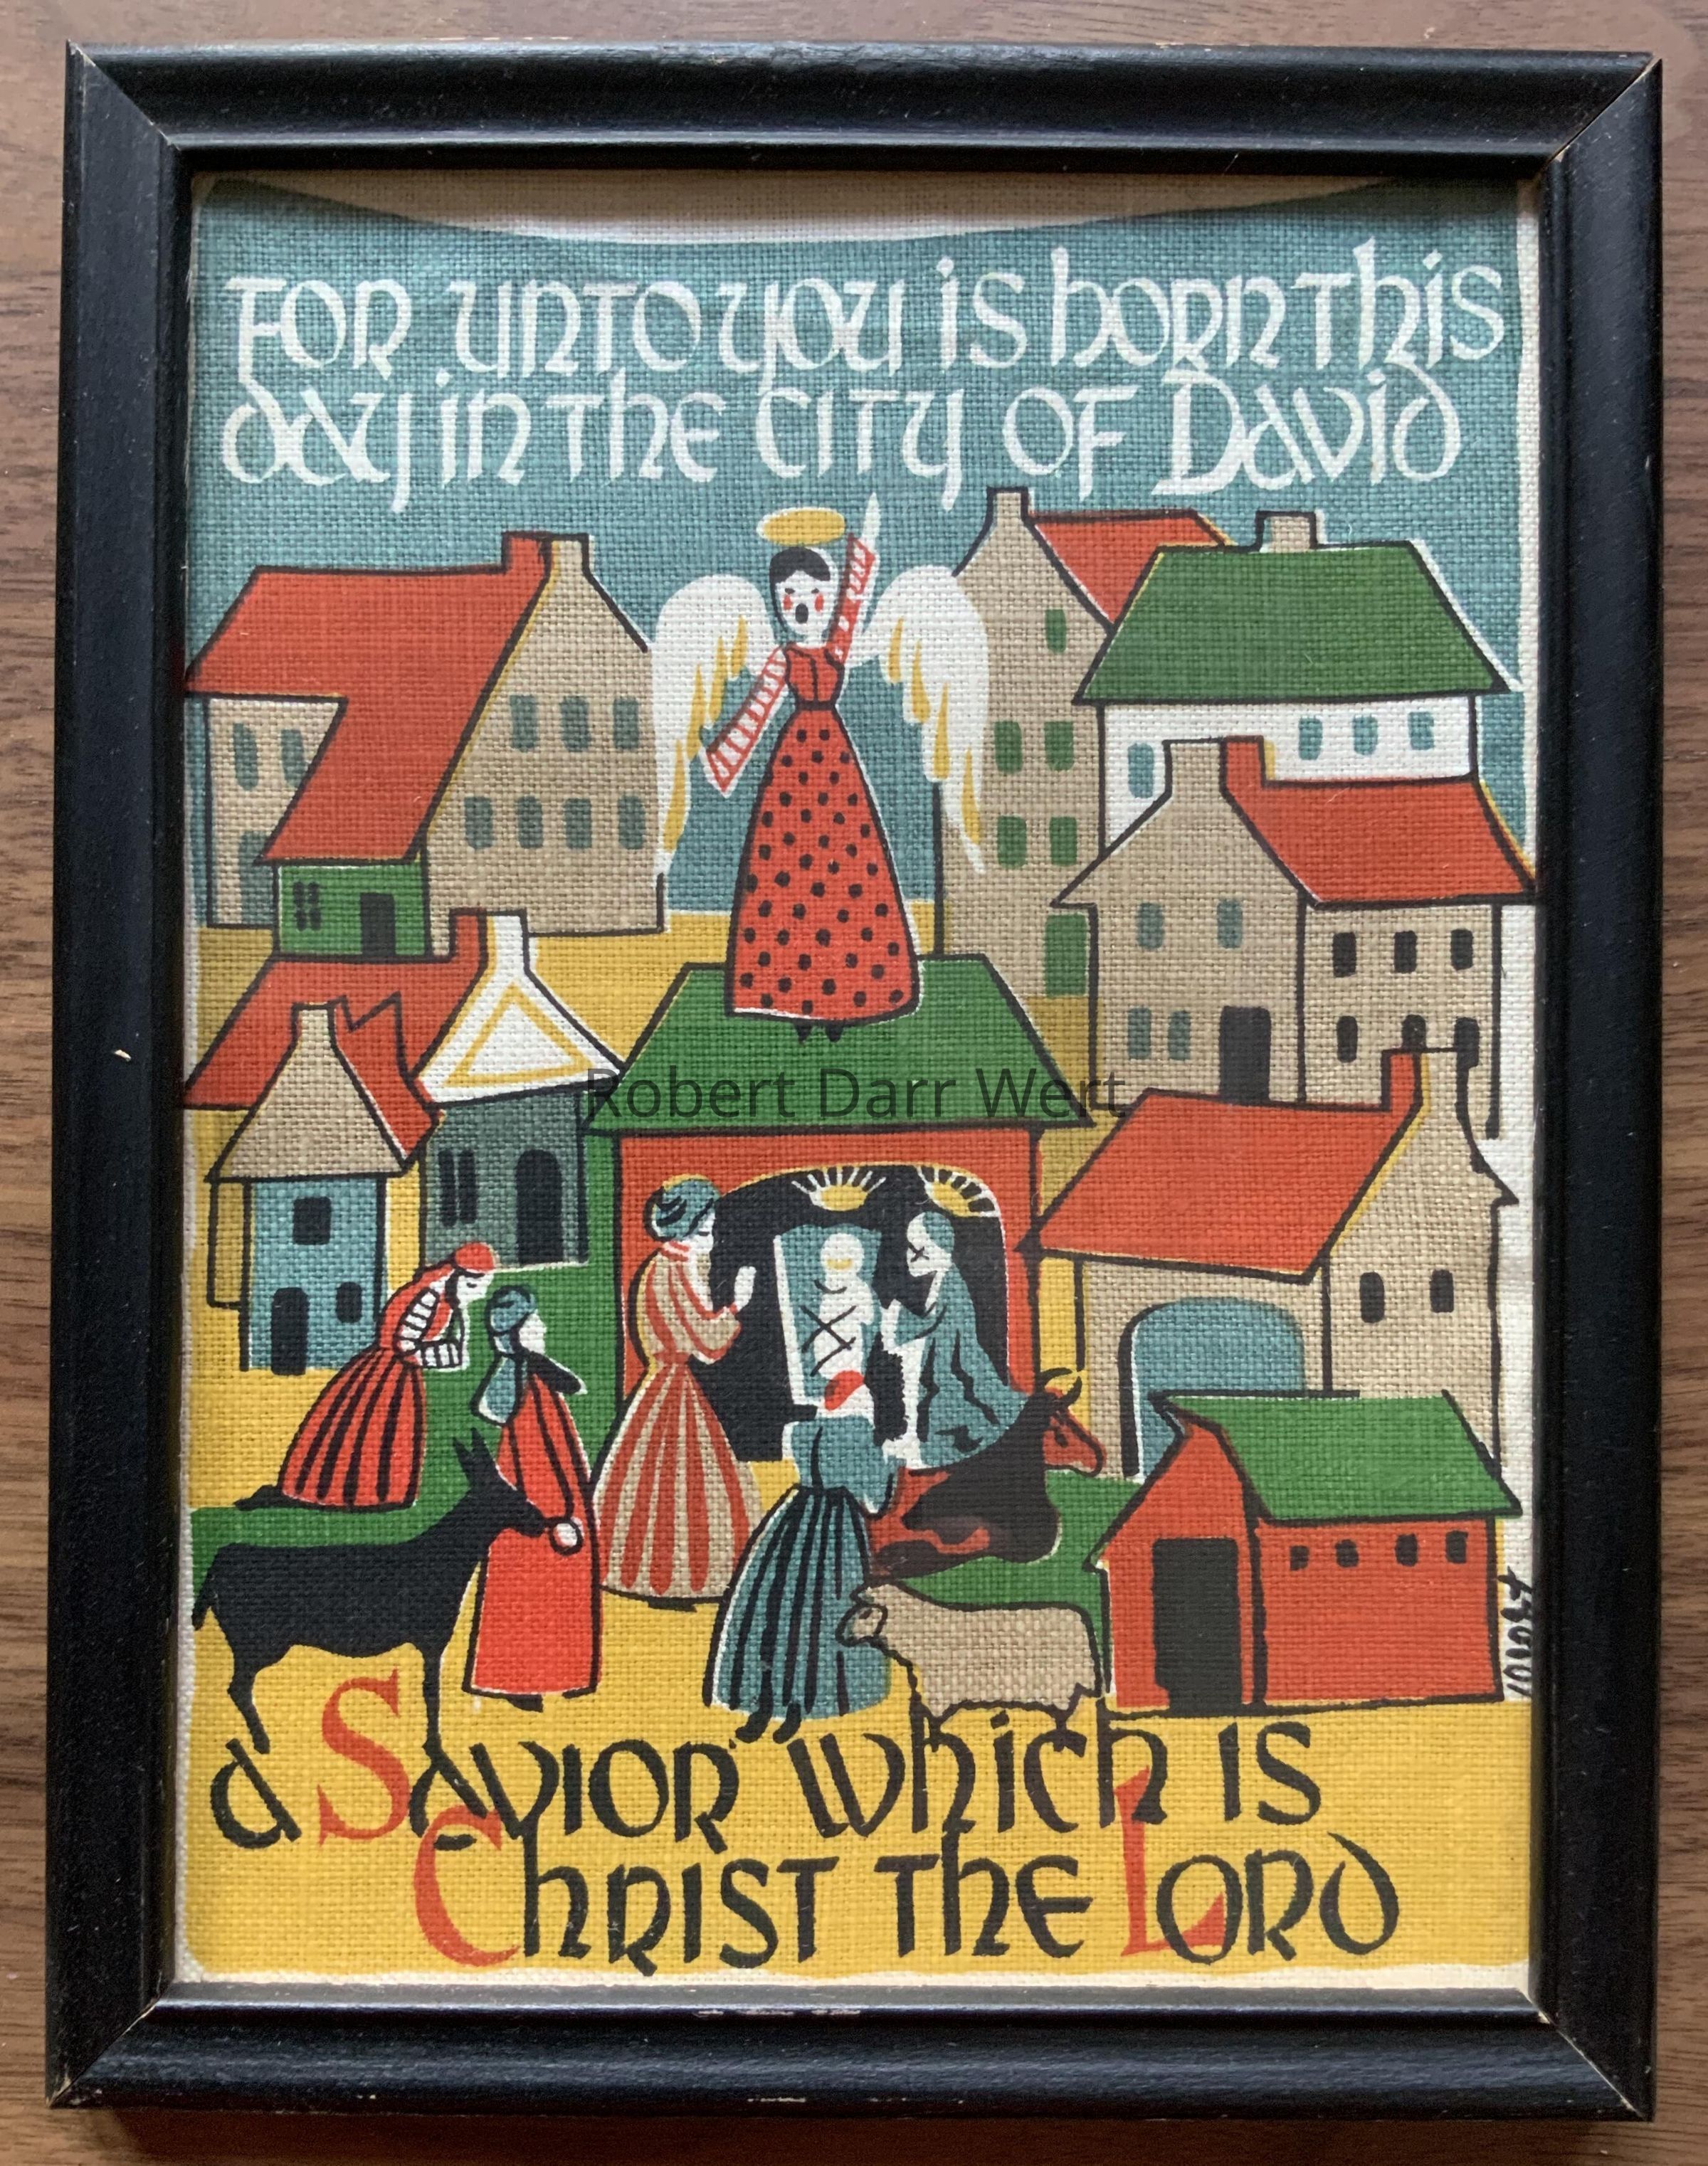 FOR UNTO YOU IS BORN THIS
DAY IN THE CITY OF DAVID
Robert Darr Wert
A SAVIOR WHICH IS
CHRIST THE LORD